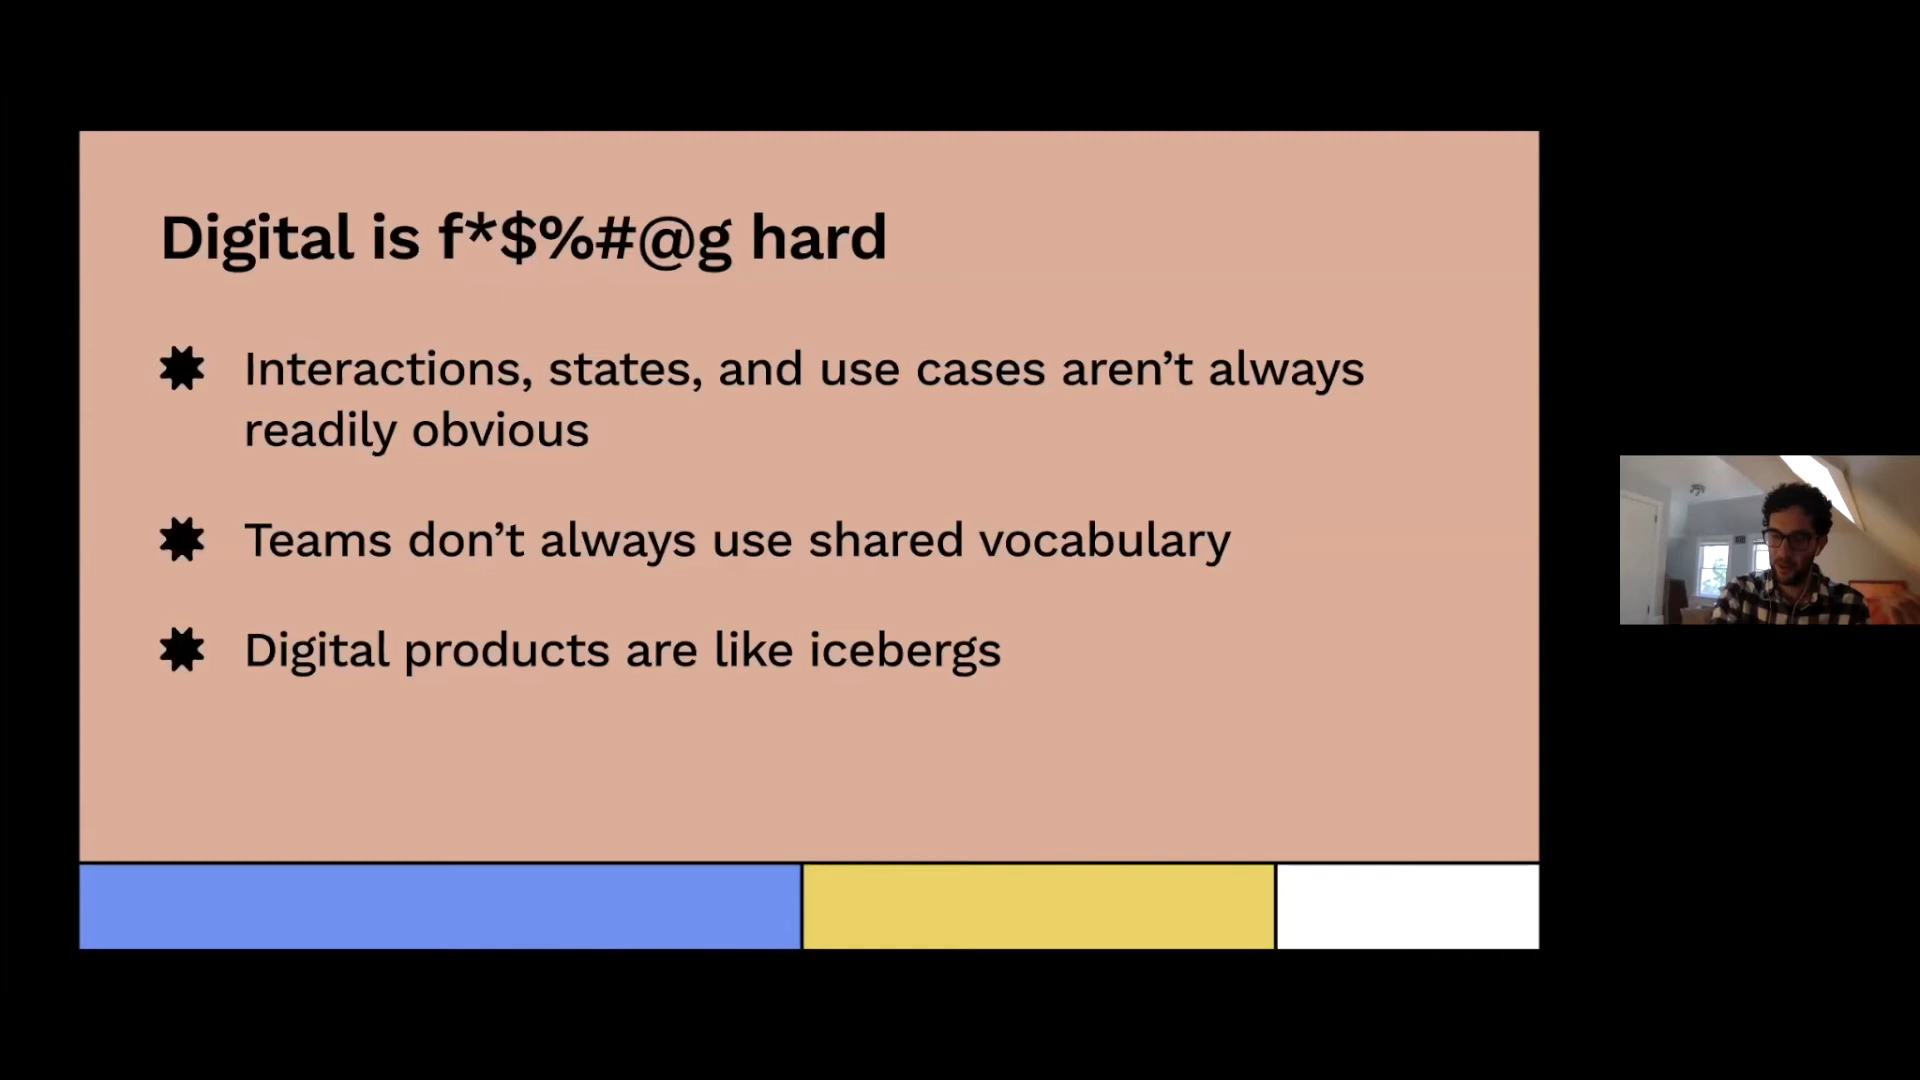 Digital is f*$%#@g hard
Interactions, states, and use cases aren’t always
readily obvious
Teams don’t always use shared vocabulary
Digital products are like icebergs